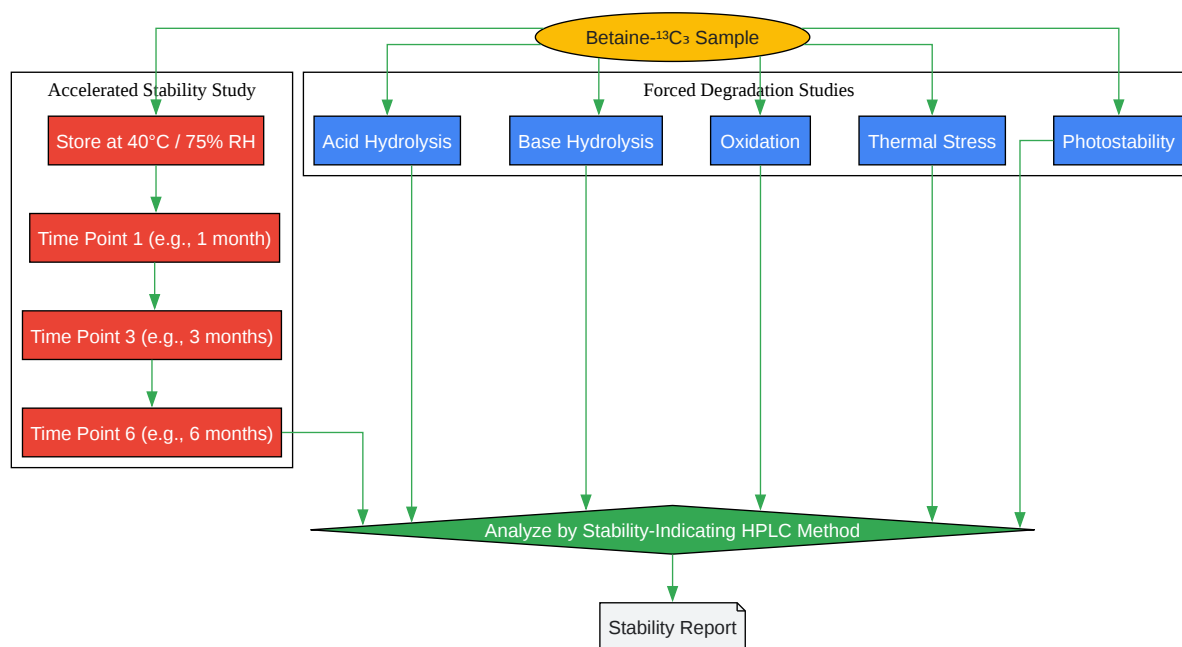 Betaine-¹³C₃ Sample
Accelerated Stability Study
Forced Degradation Studies
Store at 40°C / 75% RH
Acid Hydrolysis
Base Hydrolysis
Oxidation
Thermal Stress
Photostability
Time Point 1 (e.g., 1 month)
Time Point 3 (e.g., 3 months)
Time Point 6 (e.g., 6 months)
Analyze by Stability-Indicating HPLC Method
Stability Report